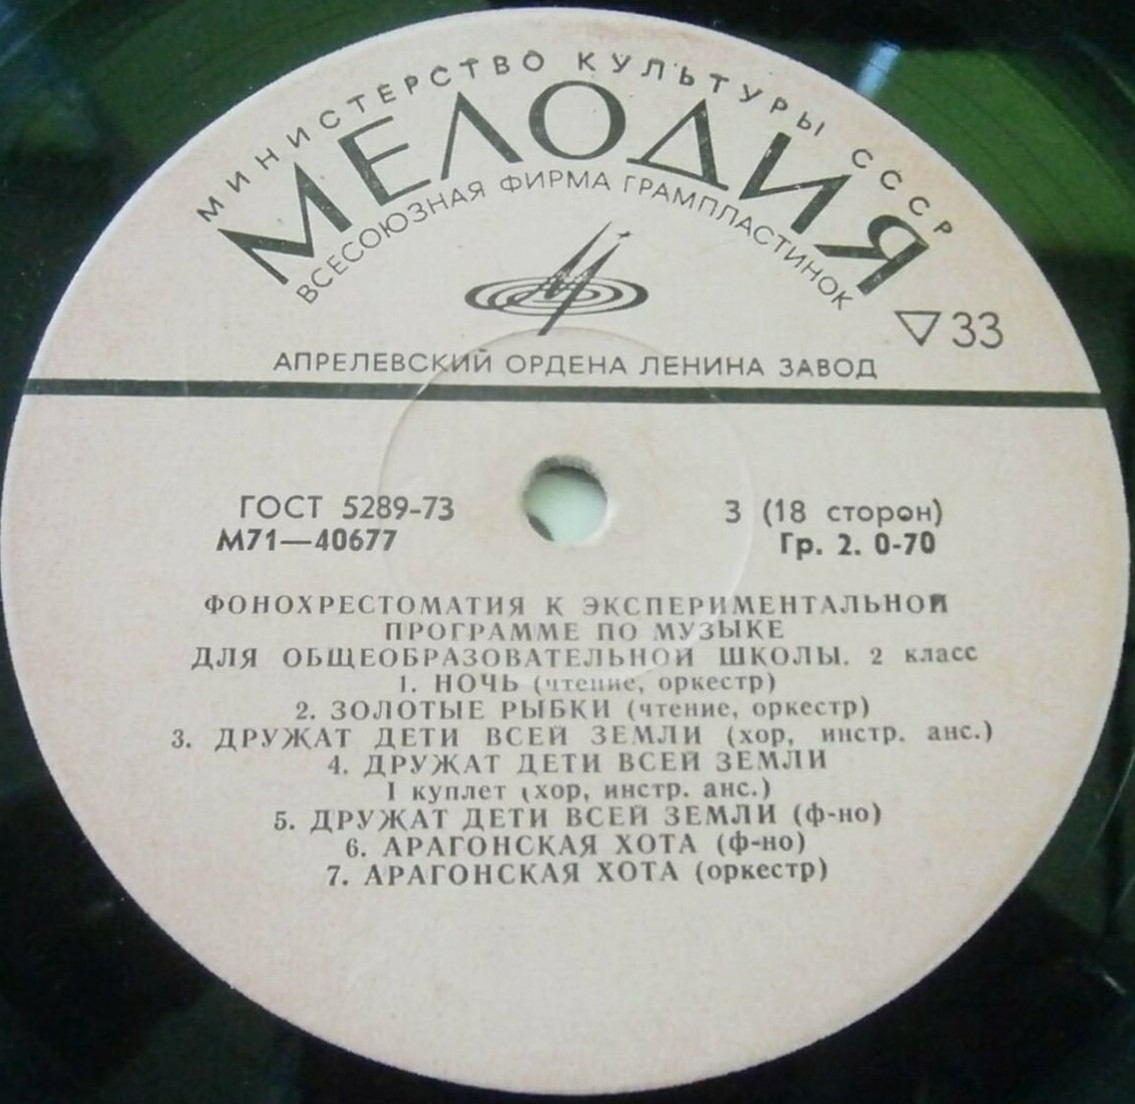 МИНИСТЕРСТВО КУЛЬТУРЫ СССР
МЕЛОДИЯ
ВСЕСОЮЗНАЯ ФИРМА ГРАМПЛАСТИНОК
33
АПРЕЛЕВСКИЙ ОРДЕНА ЛЕНИНА ЗАВОД
ГОСТ 5289-73 3 (18 сторон)
М71—40677 Гр. 2. 0-70
ФОНОХРЕСТОМАТИЯ К ЭКСПЕРИМЕНТАЛЬНОЙ
ПРОГРАММЕ ПО МУЗЫКЕ
ДЛЯ ОБЩЕОБРАЗОВАТЕЛЬНОЙ ШКОЛЫ. 2 класс
1. НОЧЬ (чтение, оркестр)
2. ЗОЛОТЫЕ РЫБКИ (чтение, оркестр)
3. ДРУЖАТ ДЕТИ ВСЕЙ ЗЕМЛИ (хор, инстр. анс.)
4. ДРУЖАТ ДЕТИ ВСЕЙ ЗЕМЛИ
I куплет (хор, инстр. анс.)
5. ДРУЖАТ ДЕТИ ВСЕЙ ЗЕМЛИ (ф-но)
6. АРАГОНСКАЯ ХОТА (ф-но)
7. АРАГОНСКАЯ ХОТА (оркестр)